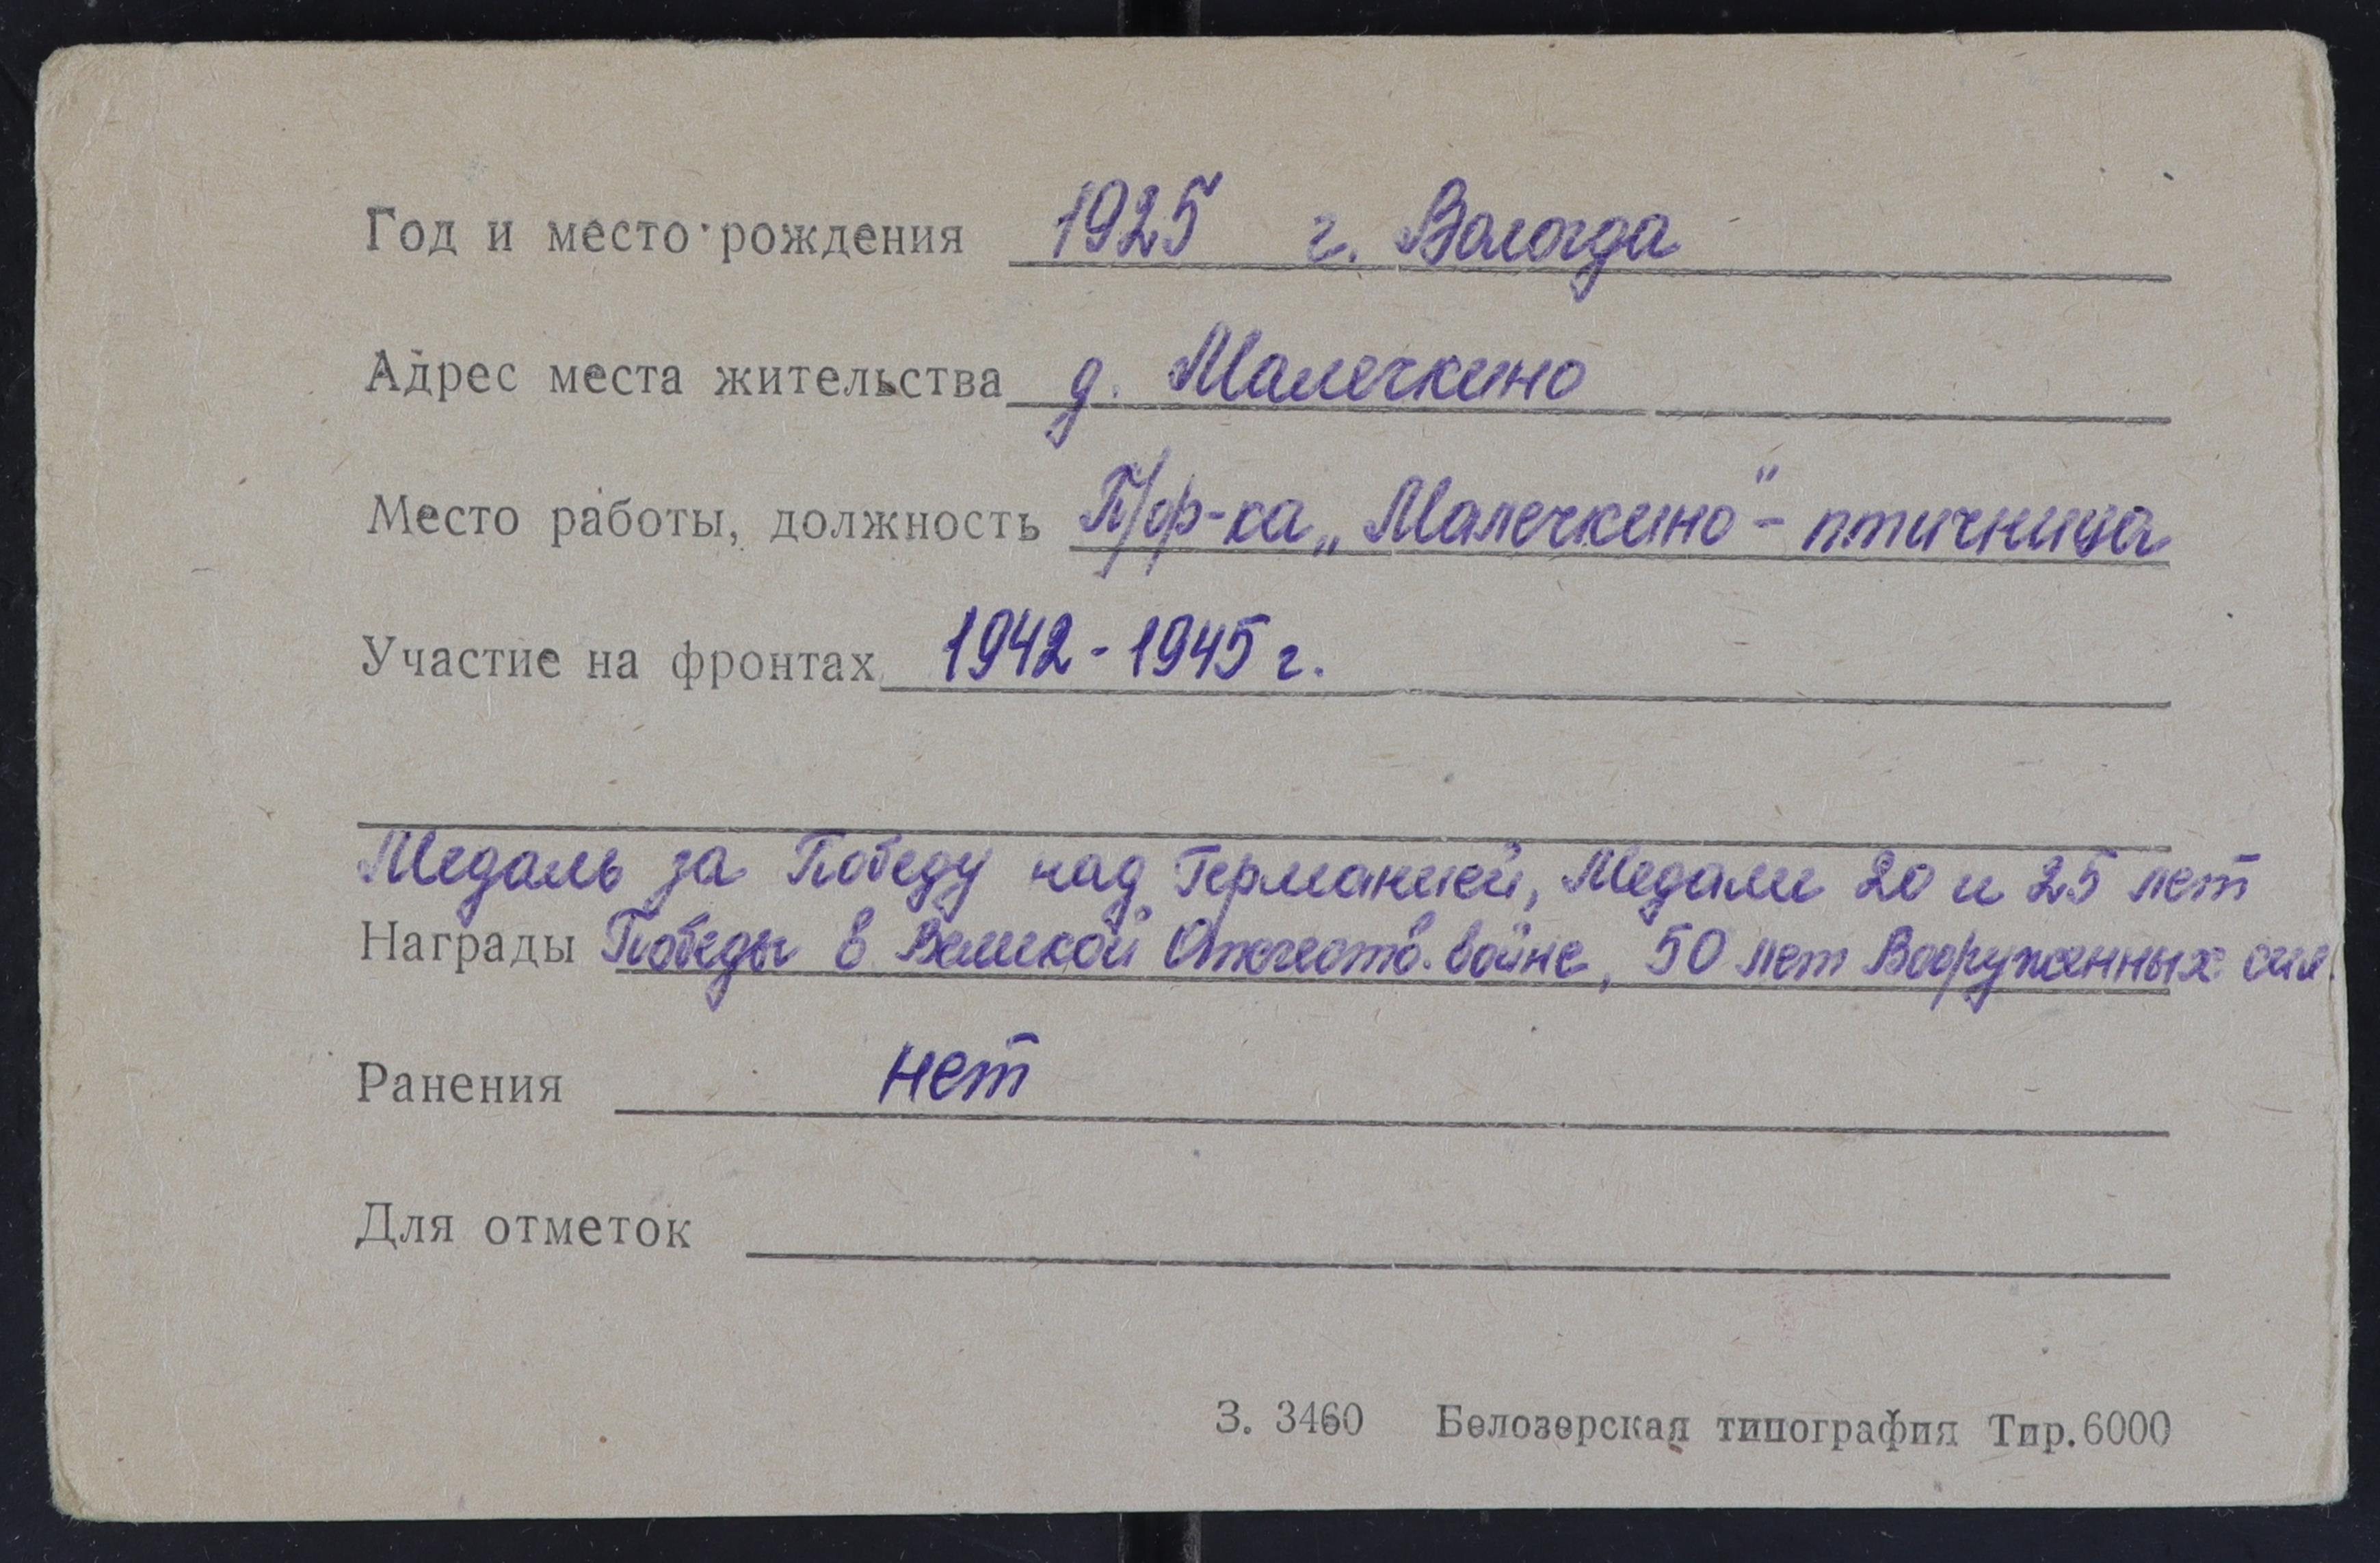 Год и место рождения 1925 г. Вологда
Адрес места жительства д. Малечкино
Место работы, должность П/ф-ка „Малечкино" - птичница
Участие на фронтах 1942 - 1945 г.
Медаль за Победу над Германией, Медали 20 и 25 лет
Награды Победы в Великой Отечеств. войне, 50 лет Вооруженных сил.
Ранения нет
Для отметок
З. 3460 Белозерская типография Тир. 6000